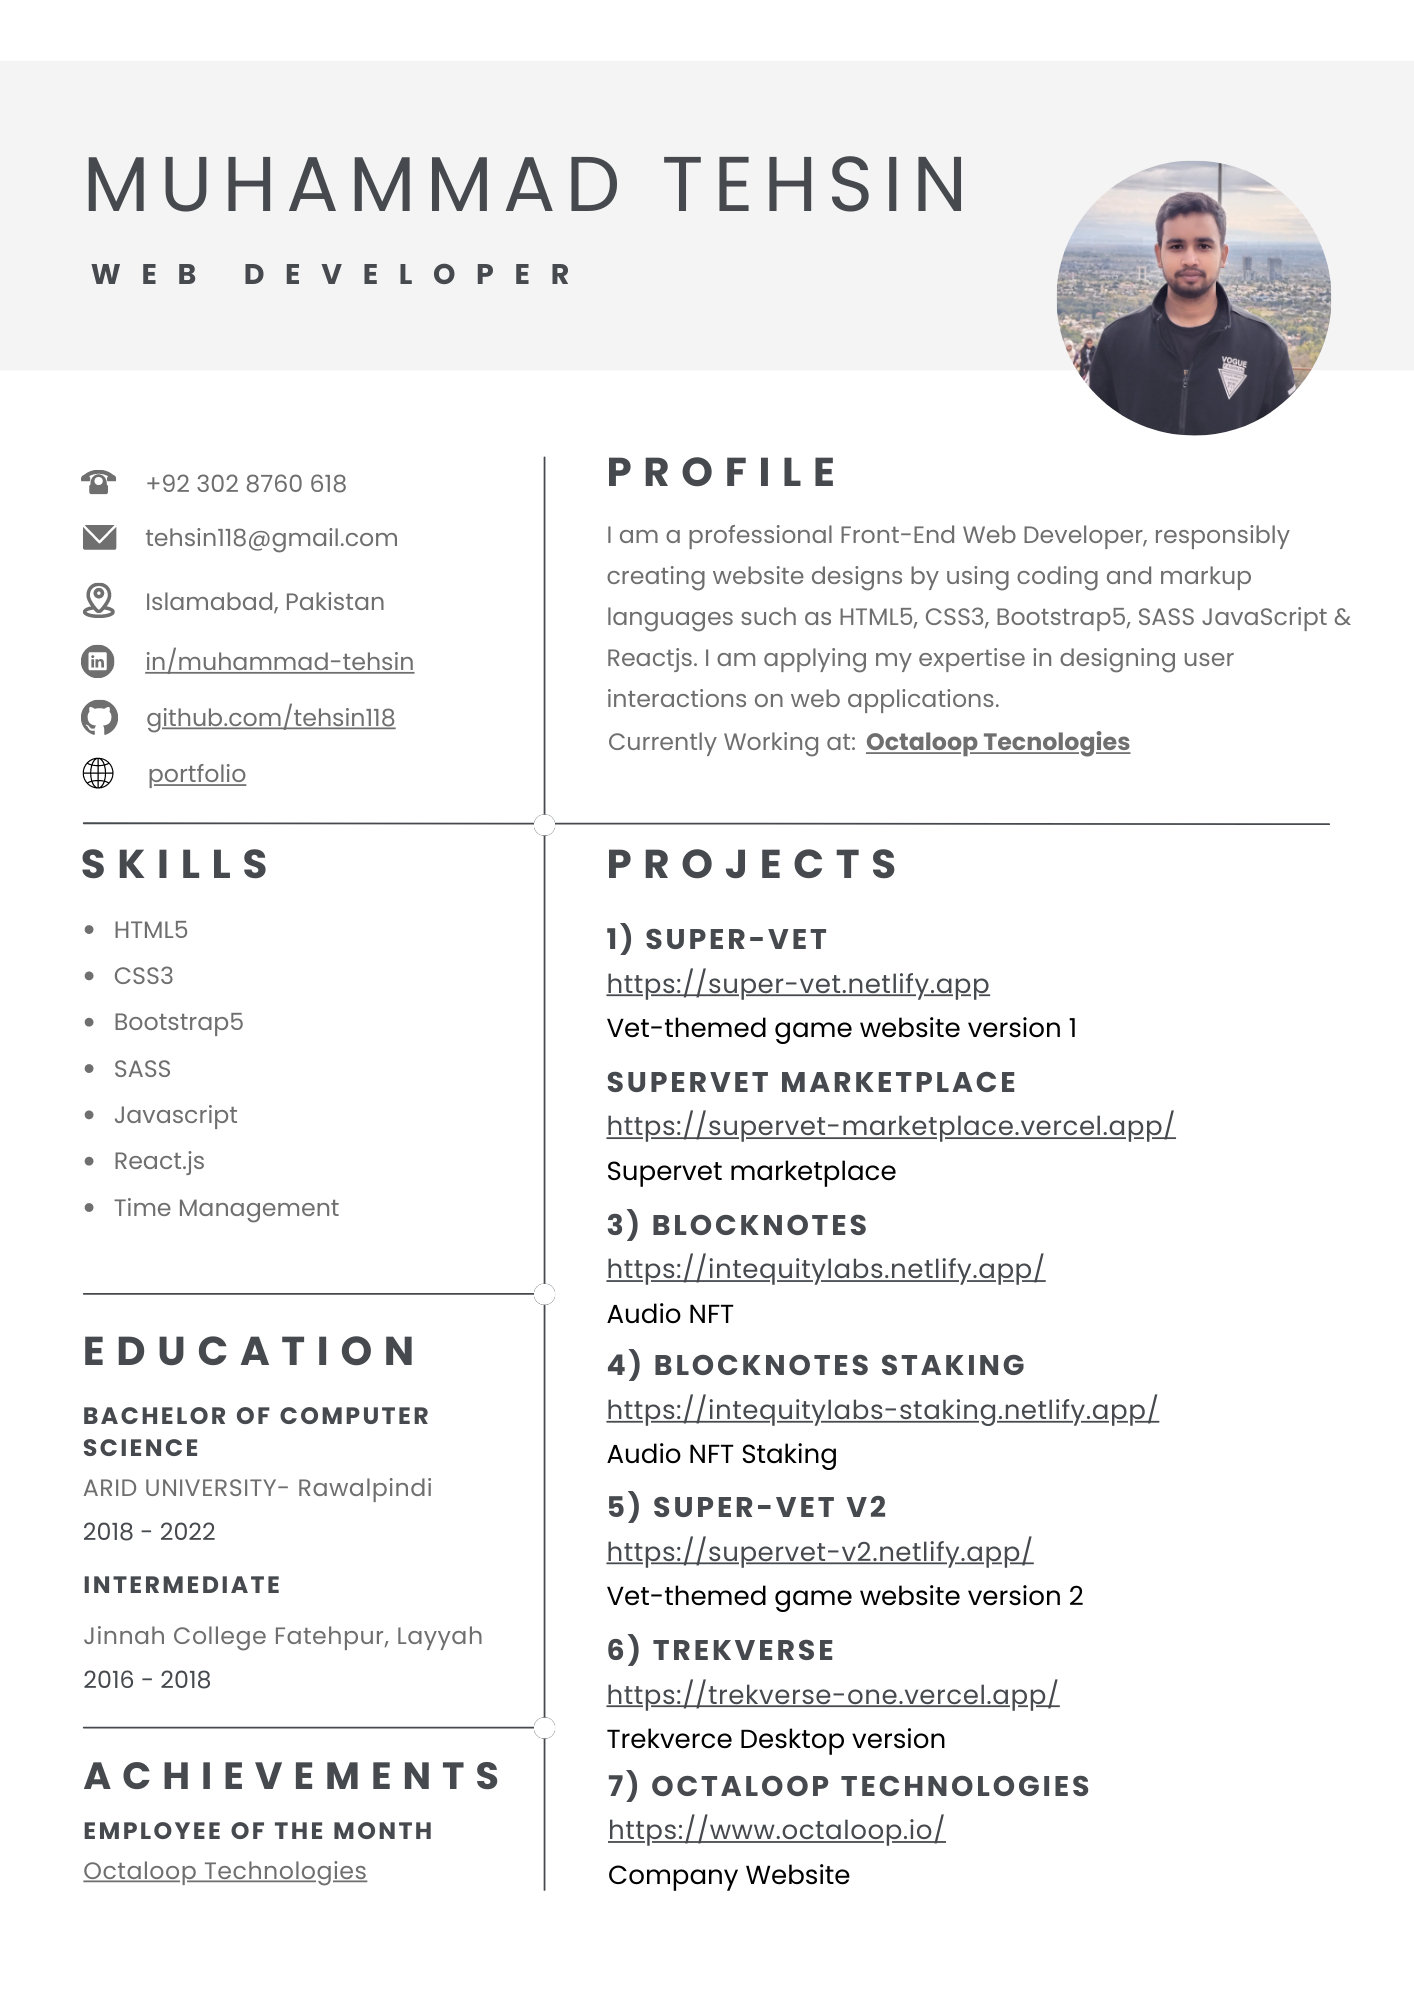 MUHAMMAD TEHSIN
WEB DEVELOPER
VOGUE
+92 302 8760 618
tehsin118@gmail.com
Islamabad, Pakistan
in/muhammad-tehsin
github.com/tehsin118
portfolio
PROFILE
I am a professional Front-End Web Developer, responsibly
creating website designs by using coding and markup
languages such as HTML5, CSS3, Bootstrap5, SASS JavaScript &
Reactjs. I am applying my expertise in designing user
interactions on web applications.
Currently Working at: Octaloop Tecnologies
SKILLS
HTML5
CSS3
Bootstrap5
SASS
Javascript
React.js
Time Management
EDUCATION
BACHELOR OF COMPUTER
SCIENCE
ARID UNIVERSITY- Rawalpindi
2018 - 2022
INTERMEDIATE
Jinnah College Fatehpur, Layyah
2016 - 2018
ACHIEVEMENTS
EMPLOYEE OF THE MONTH
Octaloop Technologies
PROJECTS
1) SUPER-VET
https://super-vet.netlify.app
Vet-themed game website version 1
SUPERVET MARKETPLACE
https://supervet-marketplace.vercel.app/
Supervet marketplace
3) BLOCKNOTES
https://intequitylabs.netlify.app/
Audio NFT
4) BLOCKNOTES STAKING
https://intequitylabs-staking.netlify.app/
Audio NFT Staking
5) SUPER-VET V2
https://supervet-v2.netlify.app/
Vet-themed game website version 2
6) TREKVERSE
https://trekverse-one.vercel.app/
Trekverce Desktop version
7) OCTALOOP TECHNOLOGIES
https://www.octaloop.io/
Company Website